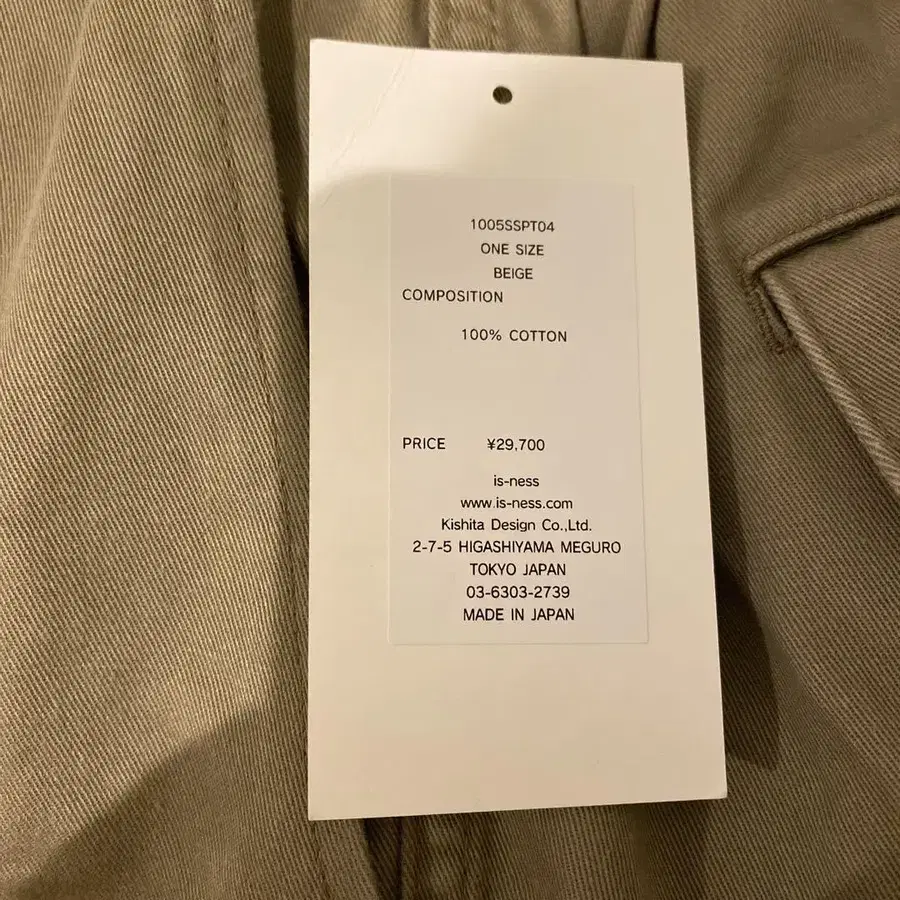 1005SSPT04
ONE SIZE
BEIGE
COMPOSITION
100% COTTON
PRICE ¥29,700
is-ness
www.is-ness.com
Kishita Design Co.,Ltd.
2-7-5 HIGASHIYAMA MEGURO
TOKYO JAPAN
03-6303-2739
MADE IN JAPAN